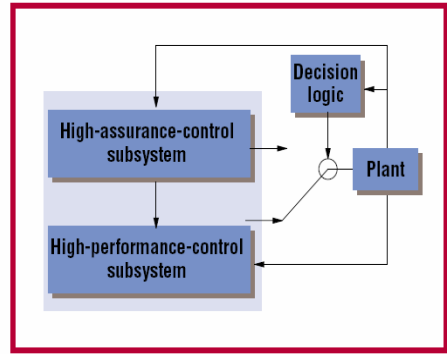 Decision
logic
High-assurance-control
subsystem
Plant
High-performance-control
subsystem